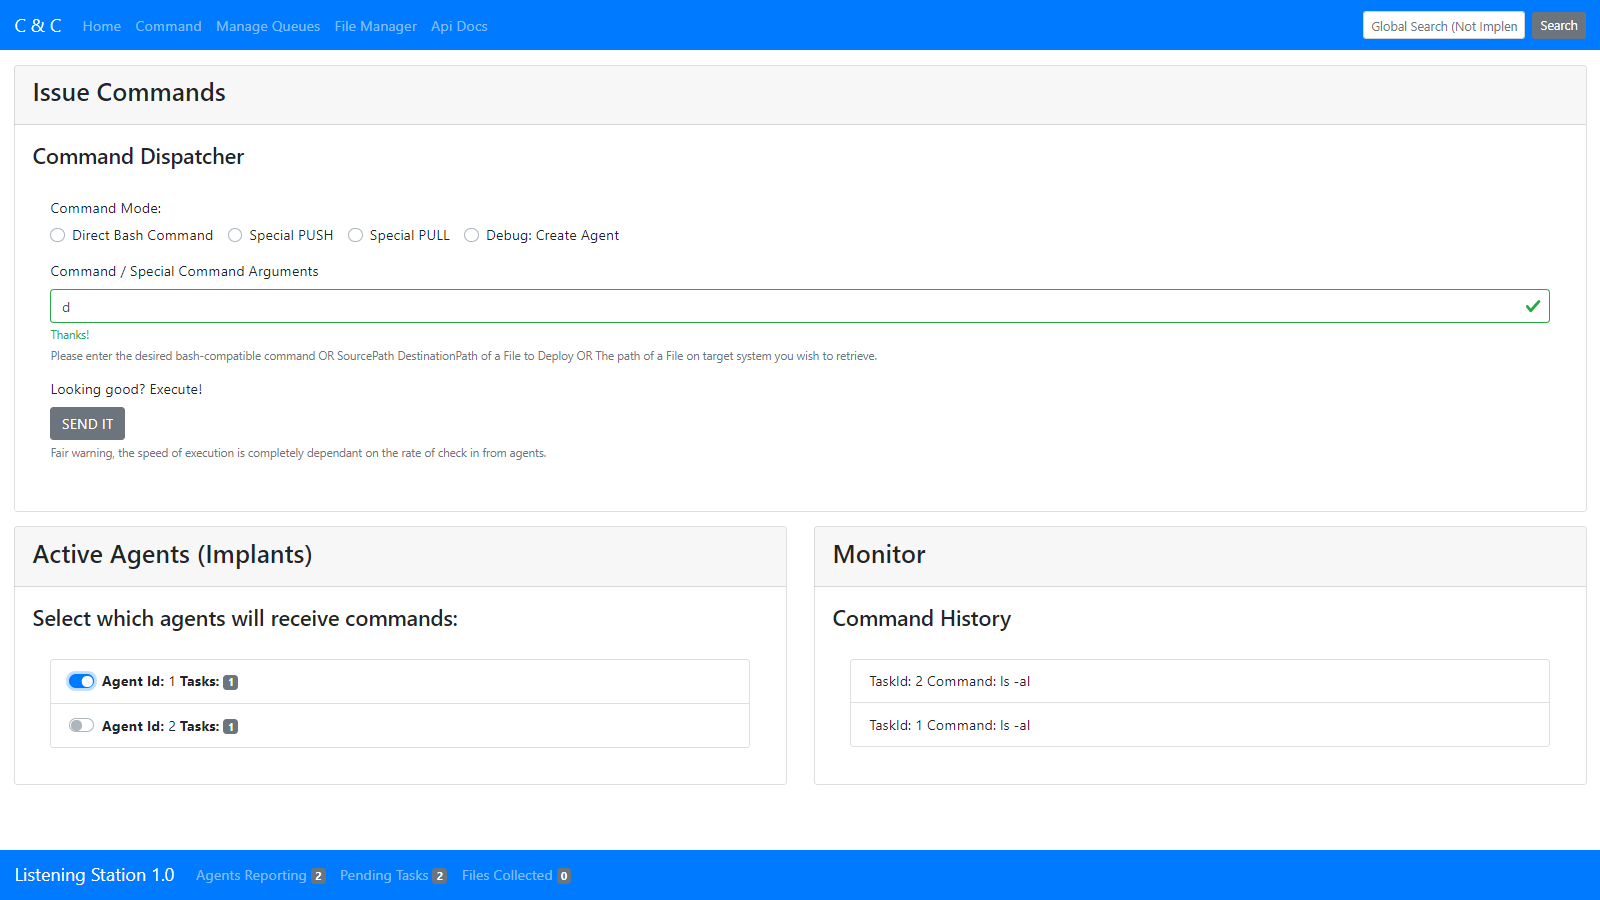 C & C Home Command Manage Queues File Manager Api Docs Global Search (Not Implen Search
Issue Commands
Command Dispatcher
Command Mode:
Direct Bash Command Special PUSH Special PULL Debug: Create Agent
Command / Special Command Arguments
d
Thanks!
Please enter the desired bash-compatible command OR SourcePath DestinationPath of a File to Deploy OR The path of a File on target system you wish to retrieve.
Looking good? Execute!
SEND IT
Fair warning, the speed of execution is completely dependant on the rate of check in from agents.
Active Agents (Implants)
Select which agents will receive commands:
Agent Id: 1 Tasks: 1
Agent Id: 2 Tasks: 1
Monitor
Command History
TaskId: 2 Command: ls -al
TaskId: 1 Command: ls -al
Listening Station 1.0 Agents Reporting 2 Pending Tasks 2 Files Collected 0